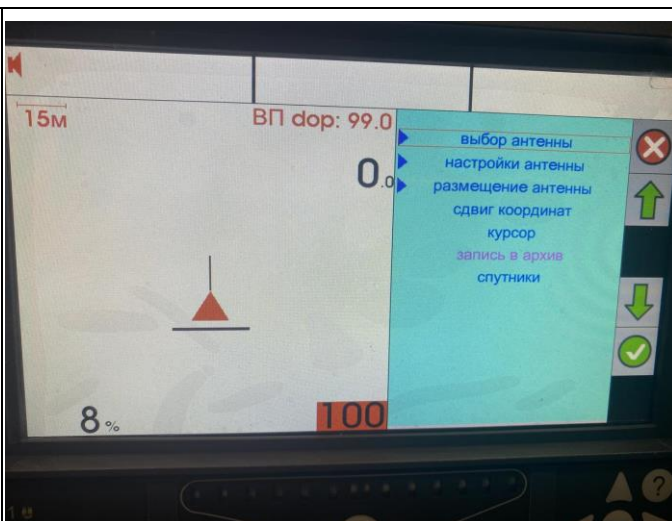 15м
ВП dop: 99.0
0.0
выбор антенны
настройки антенны
размещение антенны
сдвиг координат
курсор
запись в архив
спутники
8%
100
1
?